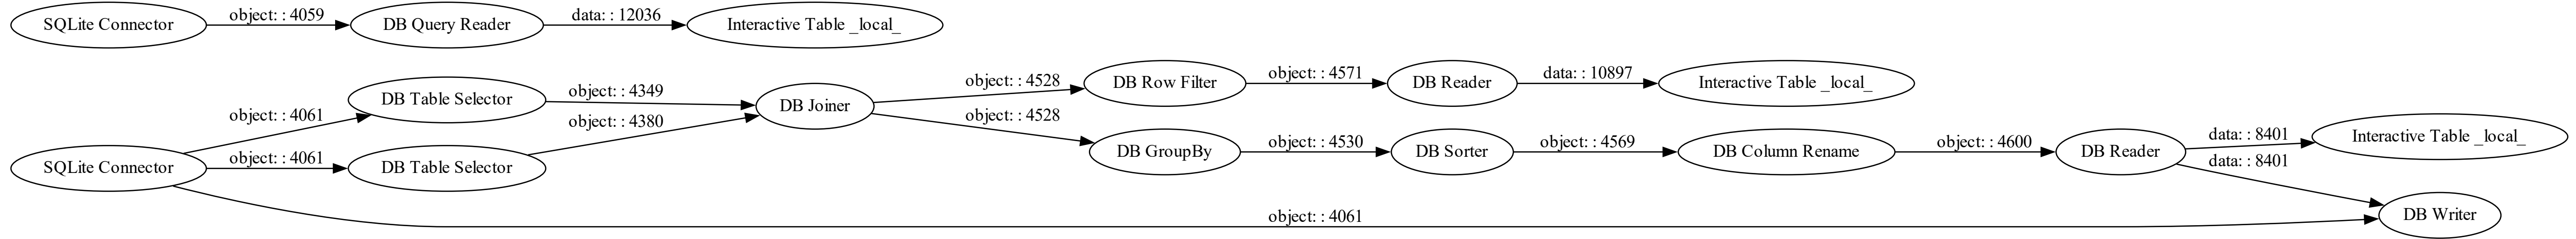 SQLite Connector
object: : 4059
DB Query Reader
data: : 12036
Interactive Table _local_
SQLite Connector
object: : 4061
DB Table Selector
object: : 4349
object: : 4061
DB Table Selector
object: : 4380
DB Joiner
object: : 4528
DB Row Filter
object: : 4571
DB Reader
data: : 10897
Interactive Table _local_
object: : 4528
DB GroupBy
object: : 4530
DB Sorter
object: : 4569
DB Column Rename
object: : 4600
DB Reader
data: : 8401
Interactive Table _local_
data: : 8401
DB Writer
object: : 4061